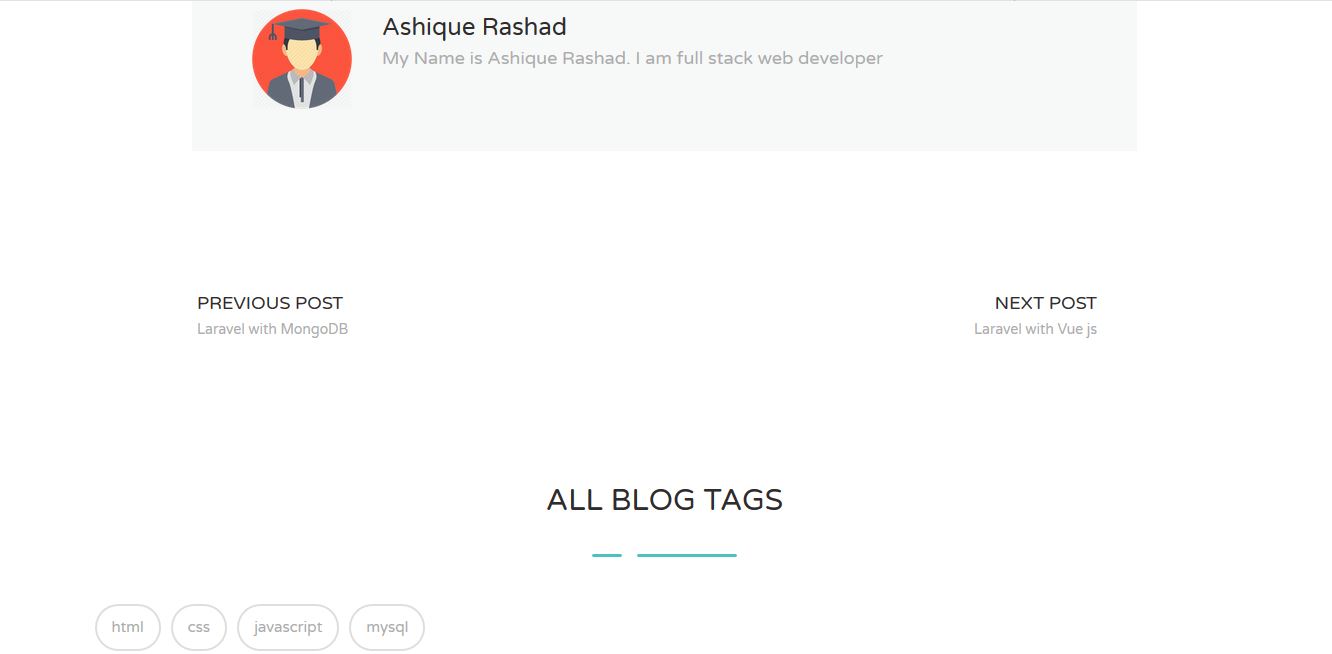 Ashique Rashad
My Name is Ashique Rashad. I am full stack web developer
PREVIOUS POST
Laravel with MongoDB
NEXT POST
Laravel with Vue js
ALL BLOG TAGS
html css javascript mysql